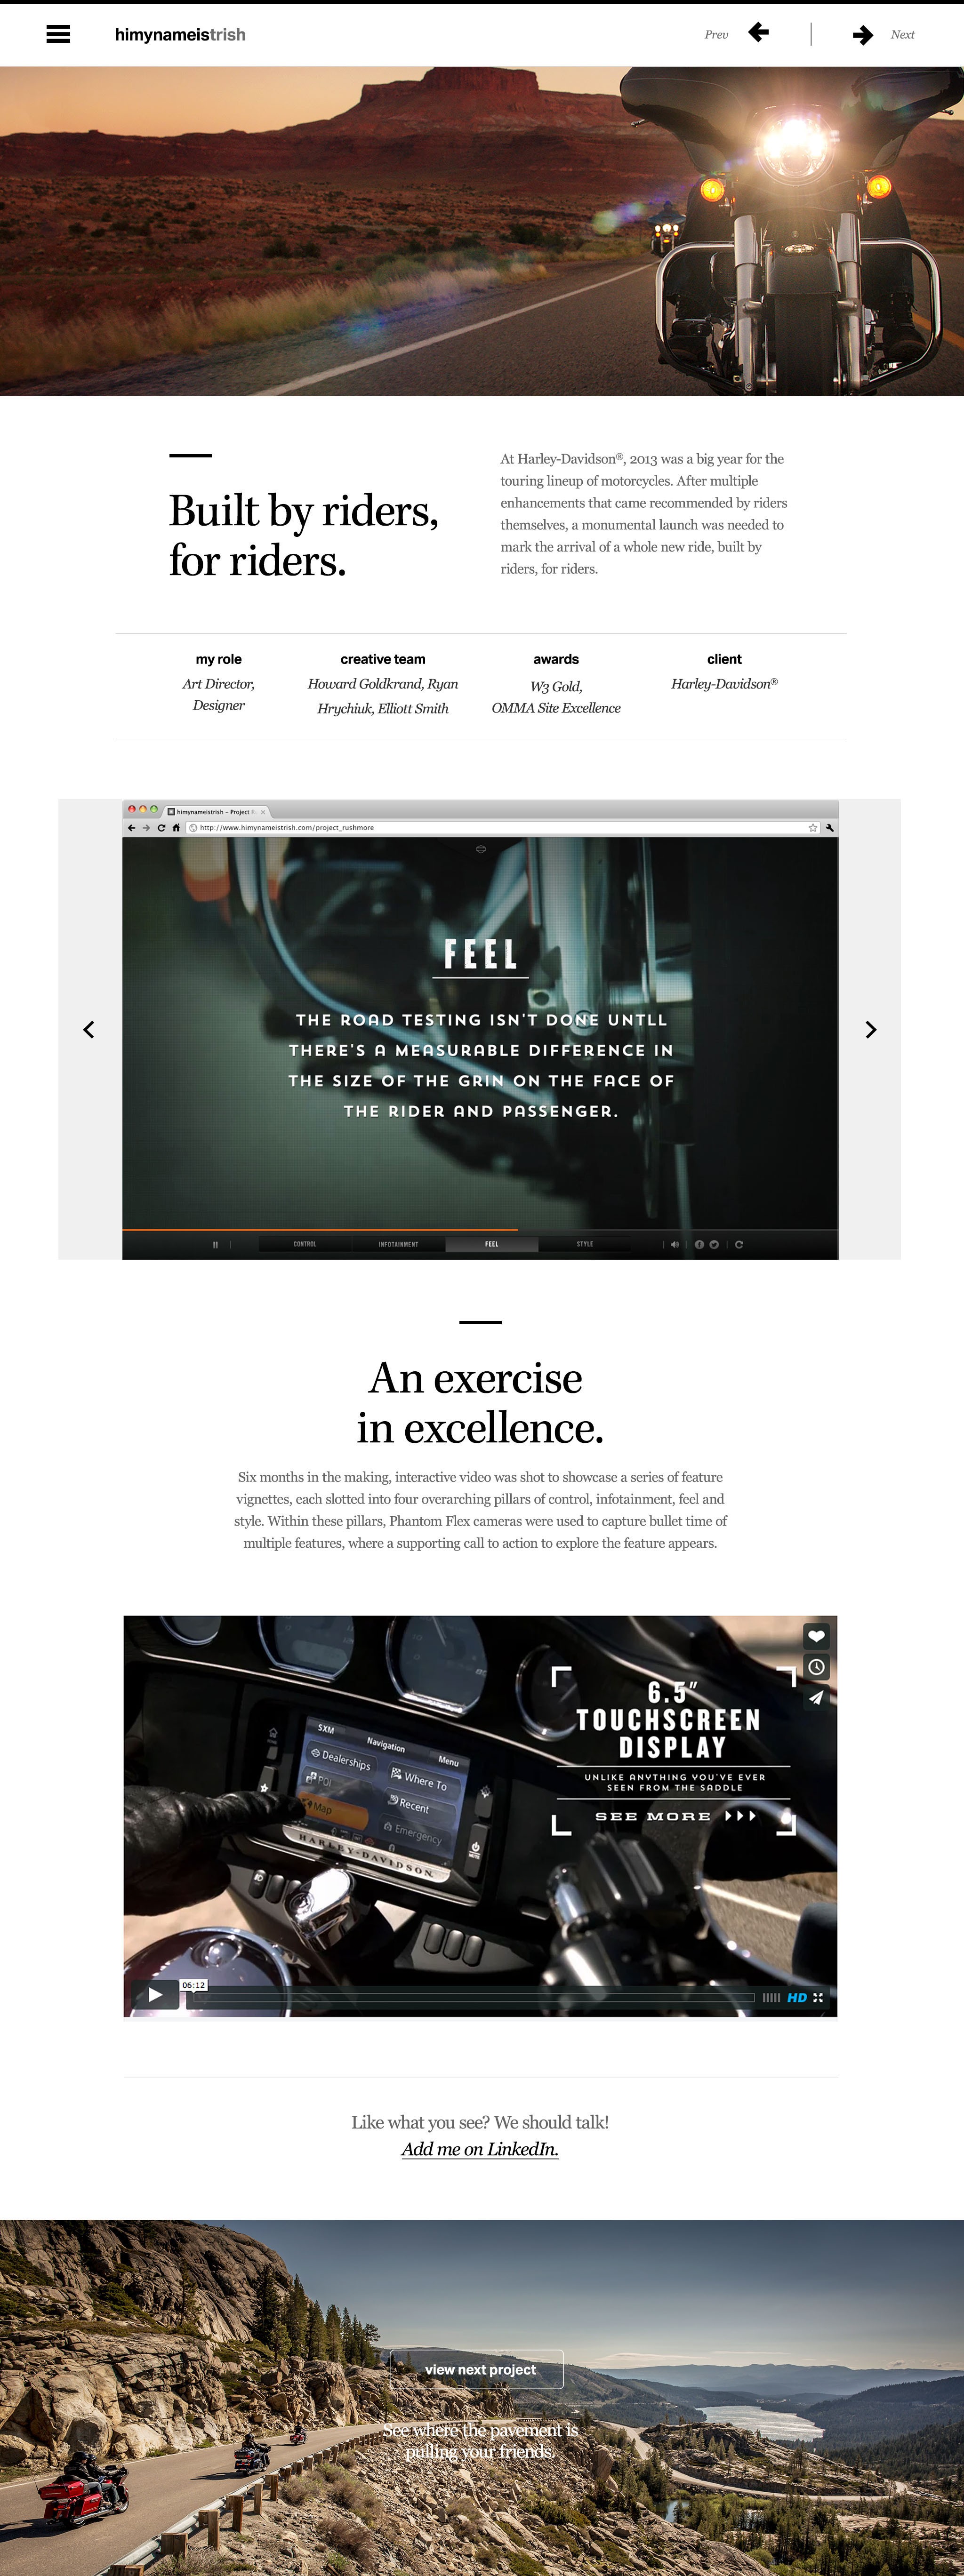 himynameistrish
Prev
Next
Built by riders,
for riders.
At Harley-Davidson®, 2013 was a big year for the
touring lineup of motorcycles. After multiple
enhancements that came recommended by riders
themselves, a monumental launch was needed to
mark the arrival of a whole new ride, built by
riders, for riders.
my role
Art Director,
Designer
creative team
Howard Goldkrand, Ryan
Hrychiuk, Elliott Smith
awards
W3 Gold,
OMMA Site Excellence
client
Harley-Davidson®
himynameistrish – Project
http://www.himynameistrish.com/project_rushmore
FEEL
THE ROAD TESTING ISN'T DONE UNTLL
THERE'S A MEASURABLE DIFFERENCE IN
THE SIZE OF THE GRIN ON THE FACE OF
THE RIDER AND PASSENGER.
CONTROL
INFOTAINMENT
FEEL
STYLE
An exercise
in excellence.
Six months in the making, interactive video was shot to showcase a series of feature
vignettes, each slotted into four overarching pillars of control, infotainment, feel and
style. Within these pillars, Phantom Flex cameras were used to capture bullet time of
multiple features, where a supporting call to action to explore the feature appears.
6.5"
TOUCHSCREEN
DISPLAY
UNLIKE ANYTHING YOU'VE EVER
SEEN FROM THE SADDLE
SEE MORE
SXM
Navigation
Menu
Dealerships
Where To
POI
Recent
Map
Emergency
HARLEY-DAVIDSON
06:12
HD
Like what you see? We should talk!
Add me on LinkedIn.
view next project
See where the pavement is
pulling your friends.